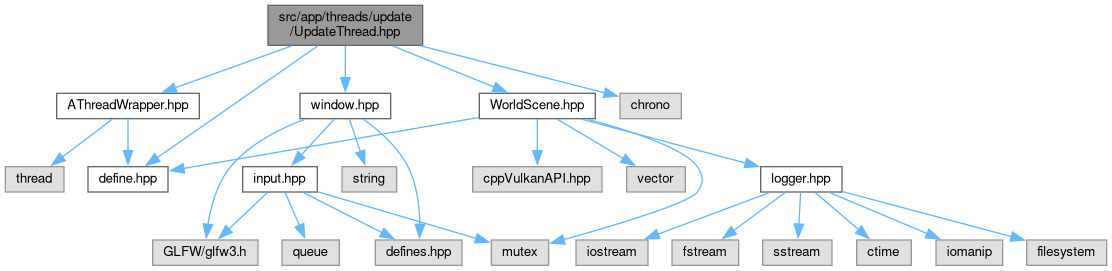 src/app/threads/update
/UpdateThread.hpp
AThreadWrapper.hpp
window.hpp
WorldScene.hpp
chrono
thread
define.hpp
input.hpp
string
cppVulkanAPI.hpp
vector
logger.hpp
GLFW/glfw3.h
queue
defines.hpp
mutex
iostream
fstream
sstream
ctime
iomanip
filesystem